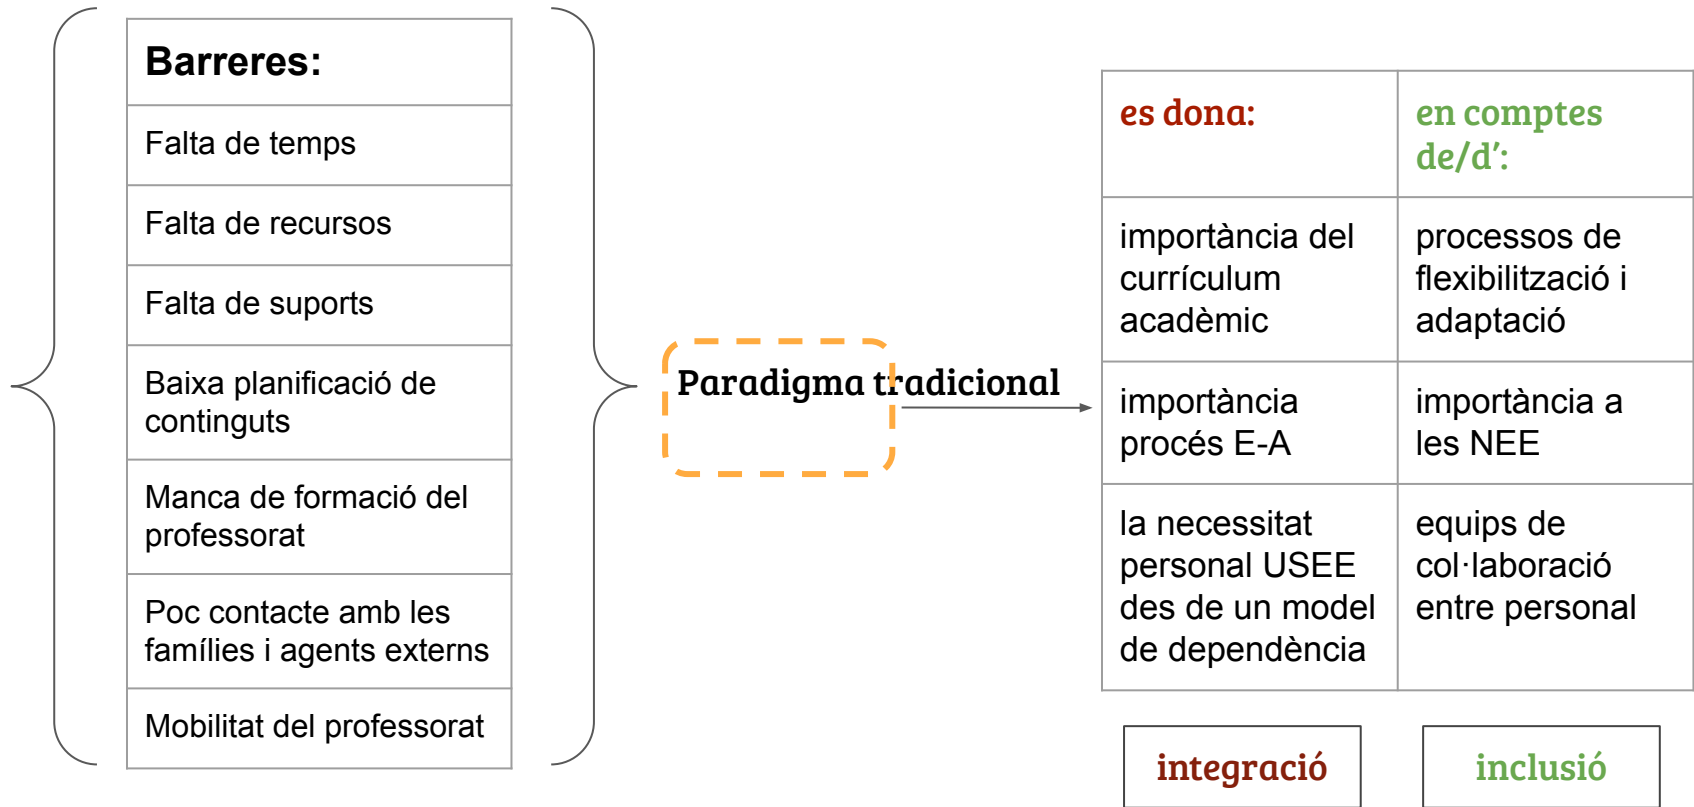 Barreres:
Falta de temps
Falta de recursos
Falta de suports
Baixa planificació de
continguts
Manca de formació del
professorat
Poc contacte amb les
famílies i agents externs
Mobilitat del professorat
Paradigma tradicional
es dona:
en comptes
de/d':
importància del
currículum
acadèmic
processos de
flexibilització i
adaptació
importància
procés E-A
importància a
les NEE
la necessitat
personal USEE
des de un model
de dependència
equips de
col·laboració
entre personal
integració
inclusió